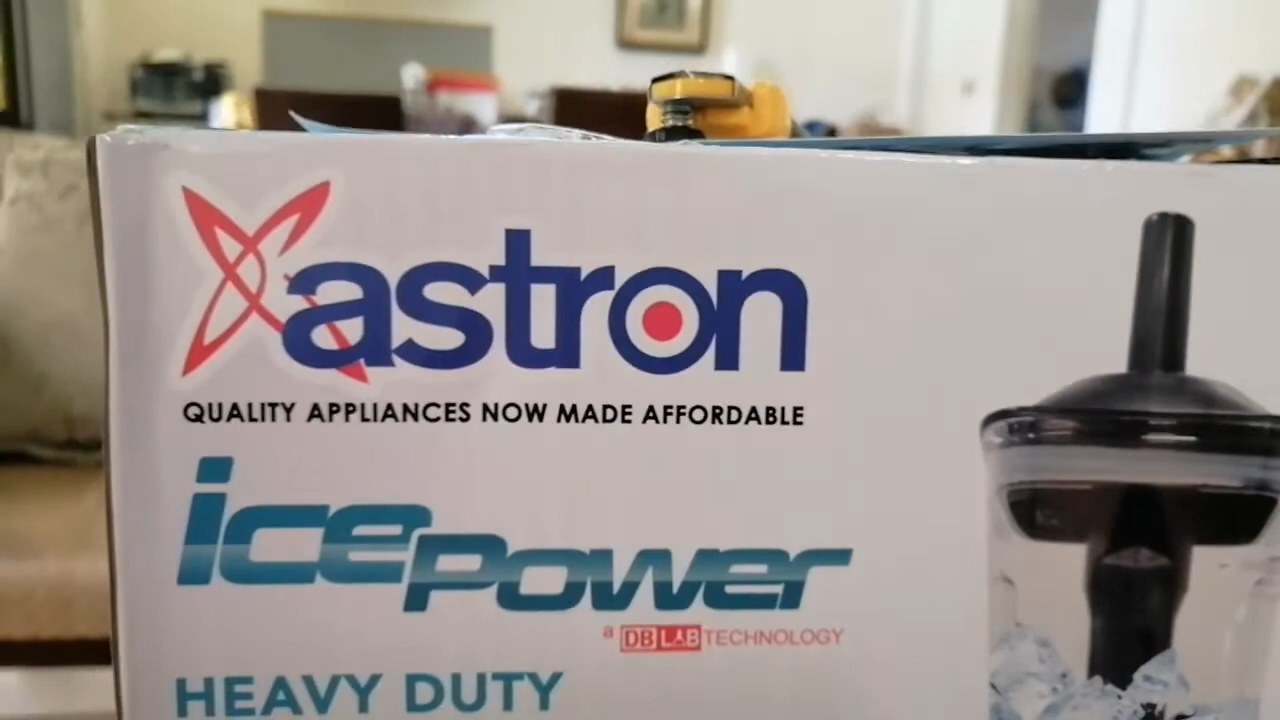 astron
QUALITY APPLIANCES NOW MADE AFFORDABLE
icepower
a DB LAB TECHNOLOGY
HEAVY DUTY